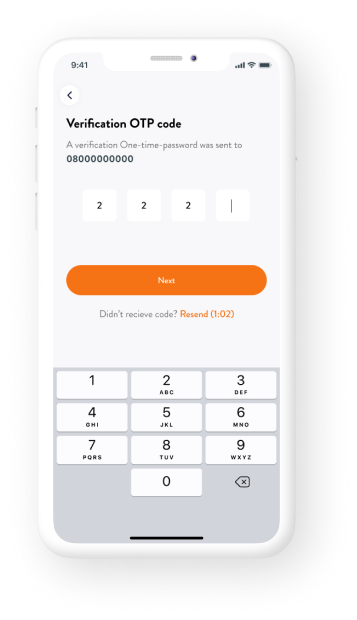 9:41
Verification OTP code
A verification One-time-password was sent to
08000000000
2 2 2
Next
Didn't recieve code? Resend (1:02)
1 2 3
ABC DEF
4 5 6
GHI JKL MNO
7 8 9
PQRS TUV WXYZ
0